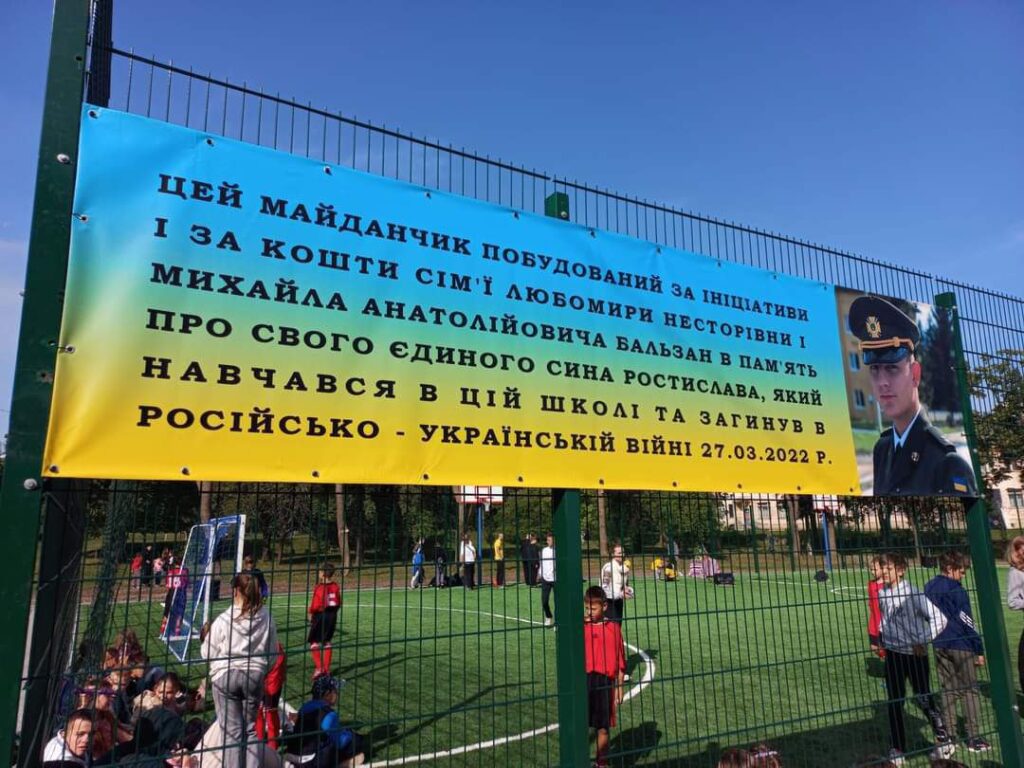 ЦЕЙ МАЙДАНЧИК ПОБУДОВАНИЙ ЗА ІНІЦІАТИВИ
І ЗА КОШТИ СІМ'Ї ЛЮБОМИРИ НЕСТОРІВНИ І
МИХАЙЛА АНАТОЛІЙОВИЧА БАЛЬЗАН В ПАМ'ЯТЬ
ПРО СВОГО ЄДИНОГО СИНА РОСТИСЛАВА, ЯКИЙ
НАВЧАВСЯ В ЦІЙ ШКОЛІ ТА ЗАГИНУВ В
РОСІЙСЬКО - УКРАЇНСЬКІЙ ВІЙНІ 27.03.2022 Р.